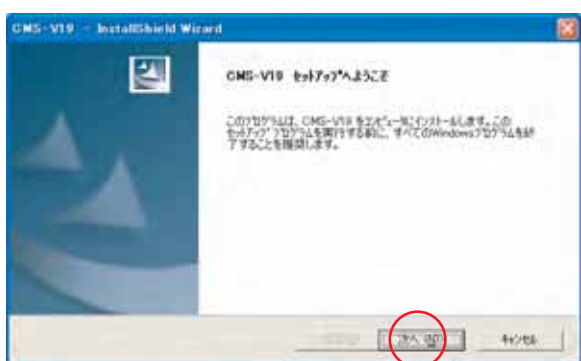 CMS-V19 - InstallShield Wizard
CMS-V19 ｾｯﾄｱｯﾌﾟへようこそ
このﾌﾟﾛｸﾞﾗﾑは、CMS-V19 をｺﾝﾋﾟｭｰﾀにｲﾝｽﾄｰﾙします。この
ｾｯﾄｱｯﾌﾟ ﾌﾟﾛｸﾞﾗﾑを実行する前に、すべてのWindowsﾌﾟﾛｸﾞﾗﾑを終
了することを推奨します。
次へ (N)
ｷｬﾝｾﾙ